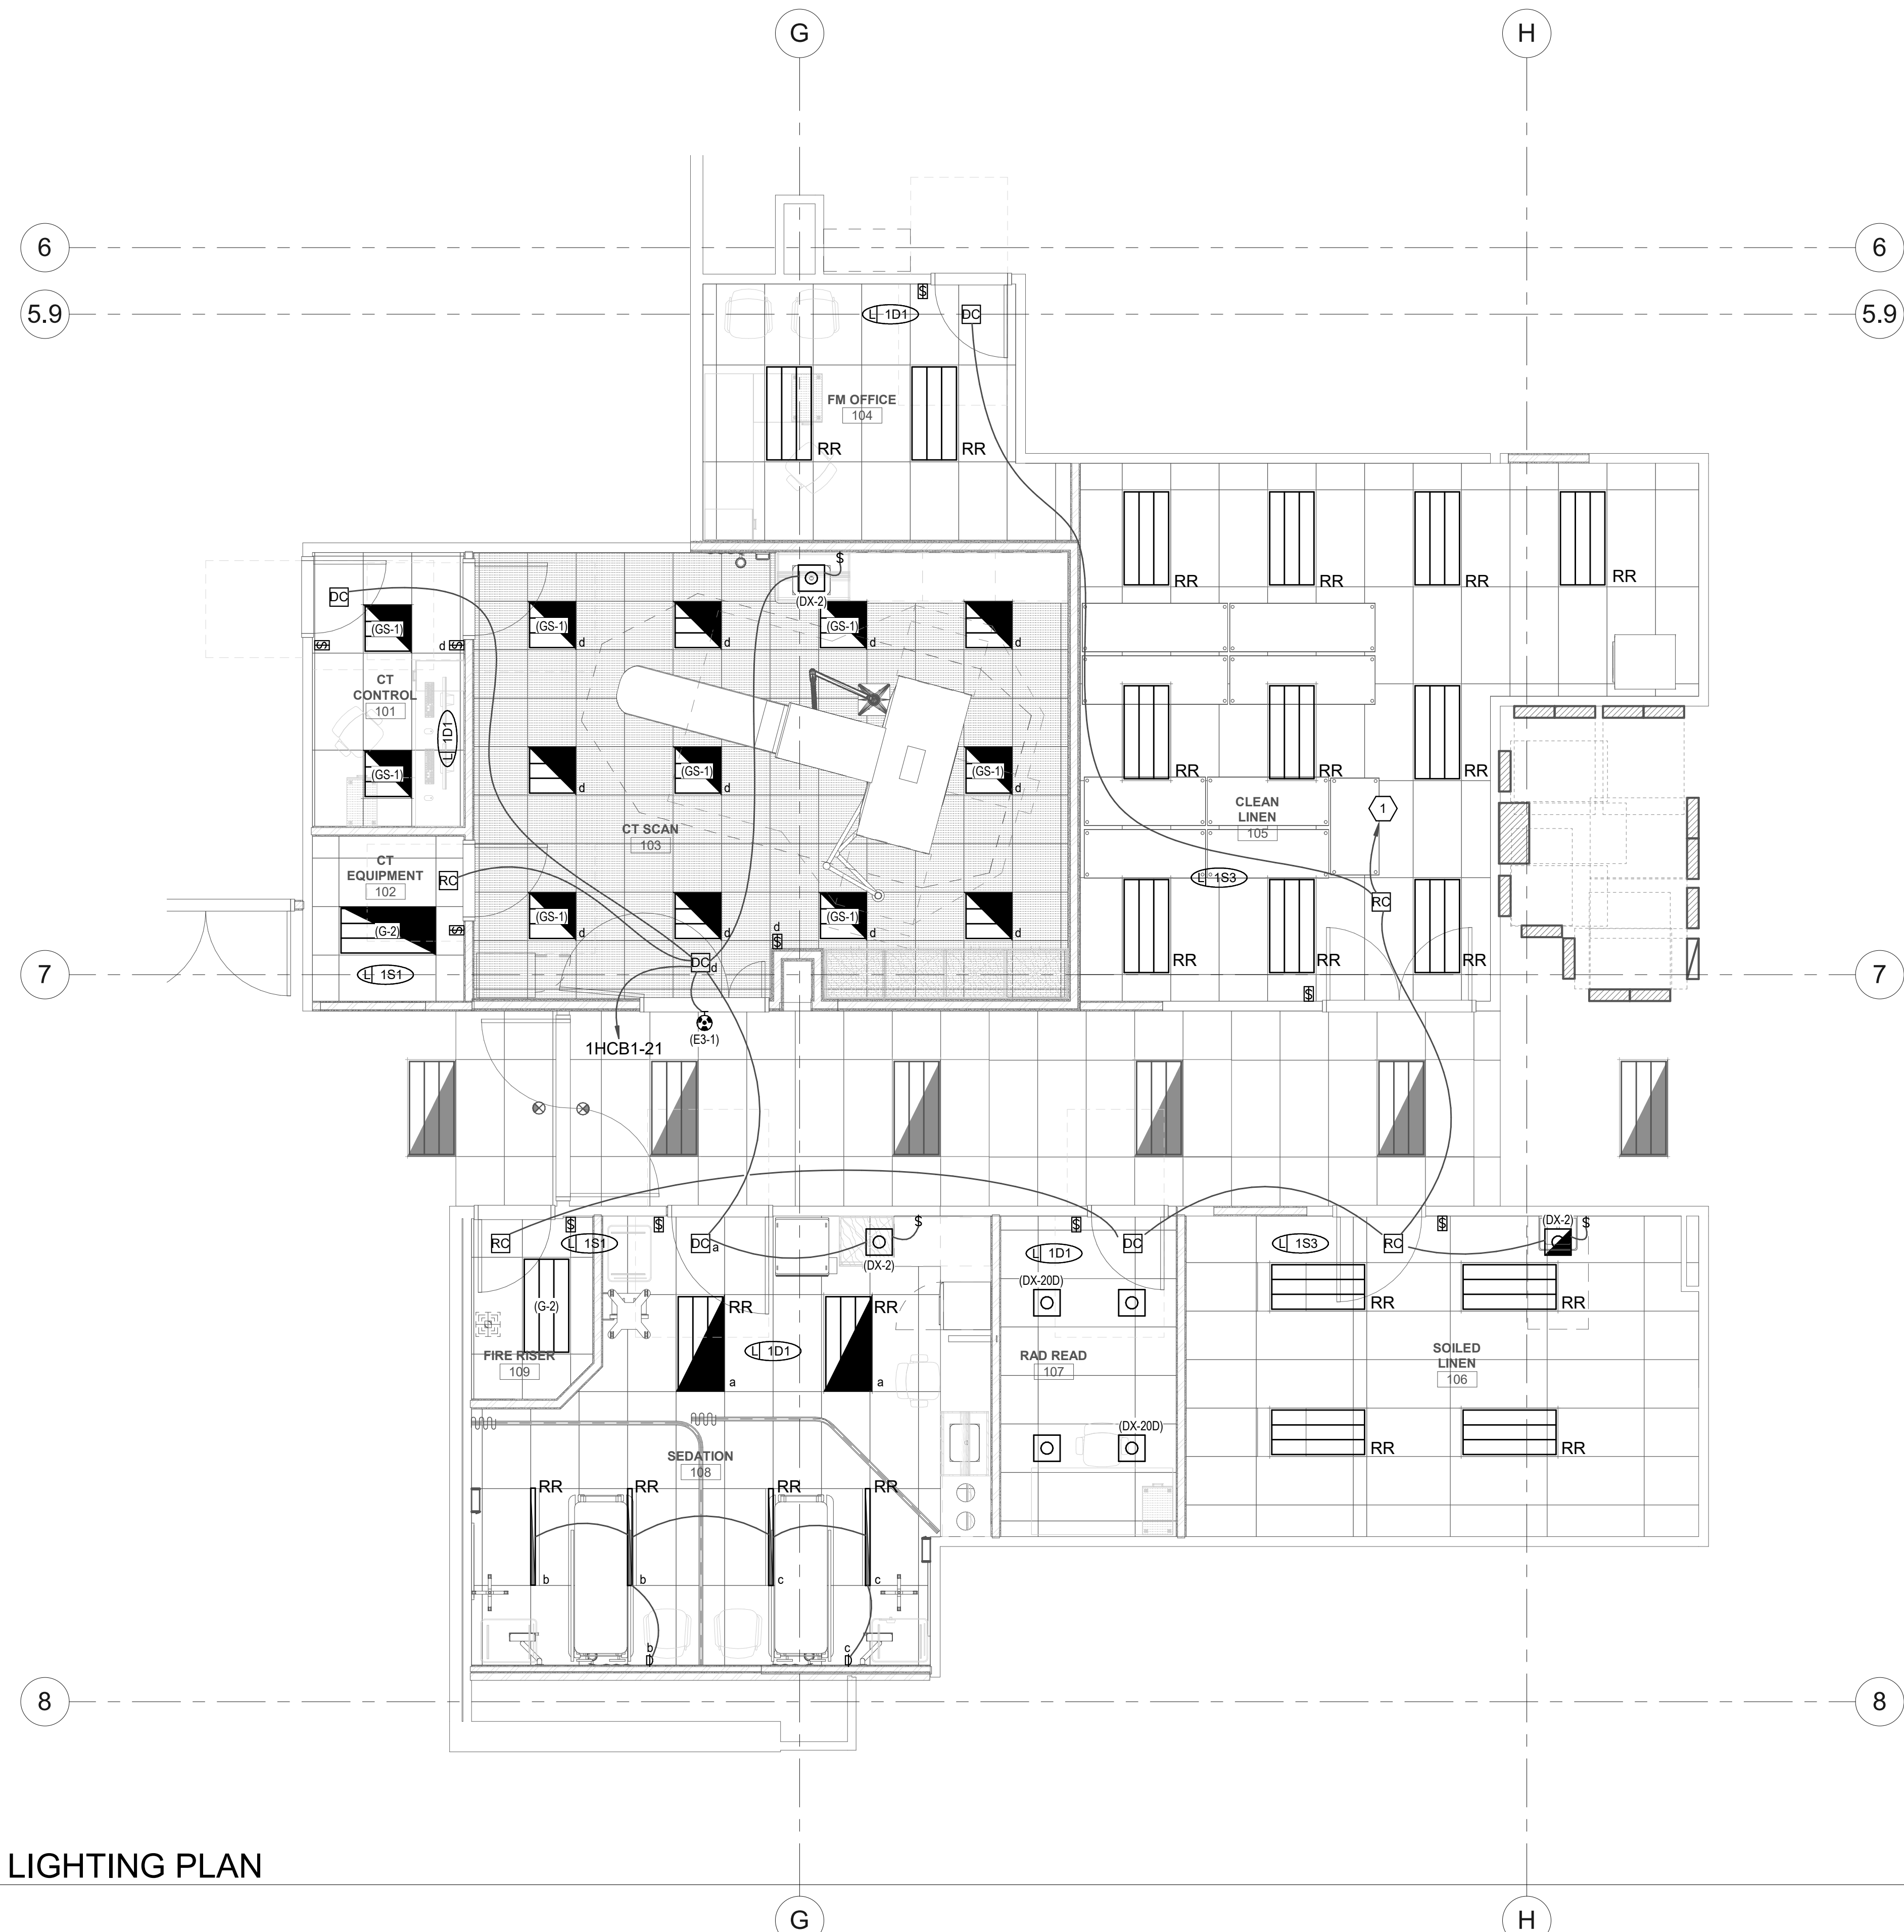 G
H
6
6
5.9
5.9
$
L 1D1
DC
FM OFFICE
104
RR
RR
RR
RR
RR
RR
DC
$
(DX-2)
(GS-1)
(GS-1)
d
d
(GS-1)
d
d
$
d $
CT
CONTROL
101
L 1D1
(GS-1)
d
(GS-1)
d
(GS-1)
d
RR
RR
RR
CT SCAN
103
CLEAN
LINEN
105
1
CT
EQUIPMENT
102
RC
L 1S3
RC
(G-2)
$
(GS-1)
d
d
(GS-1)
d
d
d
$
RR
RR
RR
L 1S1
DC
d
$
7
7
1HCB1-21
(E3-1)
RC
$
L 1S1
$
DC
a
$
(DX-2)
$
L 1D1
DC
L 1S3
RC
$
(DX-2)
$
(G-2)
RR
RR
(DX-20D)
RR
RR
FIRE RISER
109
L 1D1
a
a
RAD READ
107
SOILED
LINEN
106
(DX-20D)
RR
RR
SEDATION
108
RR
RR
RR
RR
b
b
c
c
b
D
c
D
8
8
LIGHTING PLAN
G
H